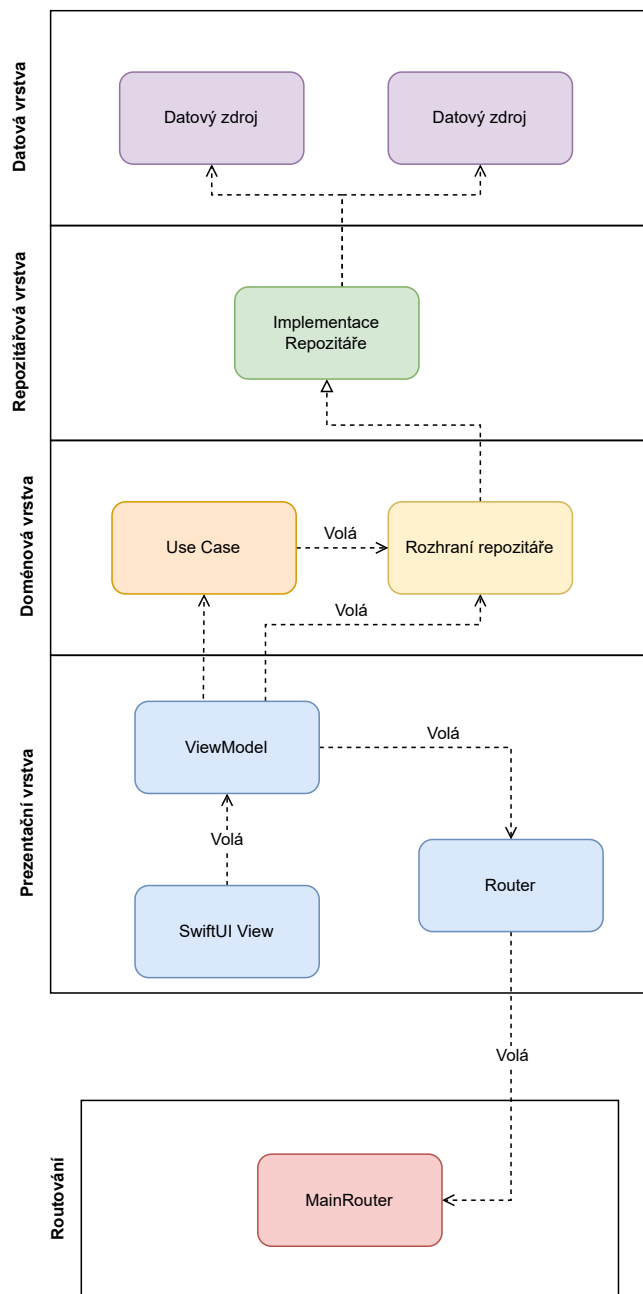 Datová vrstva
Datový zdroj
Datový zdroj
Repozitářová vrstva
Implementace
Repozitáře
Doménová vrstva
Use Case
Volá
Rozhraní repozitáře
Volá
Prezentační vrstva
ViewModel
Volá
Volá
Router
SwiftUI View
Volá
Routování
MainRouter